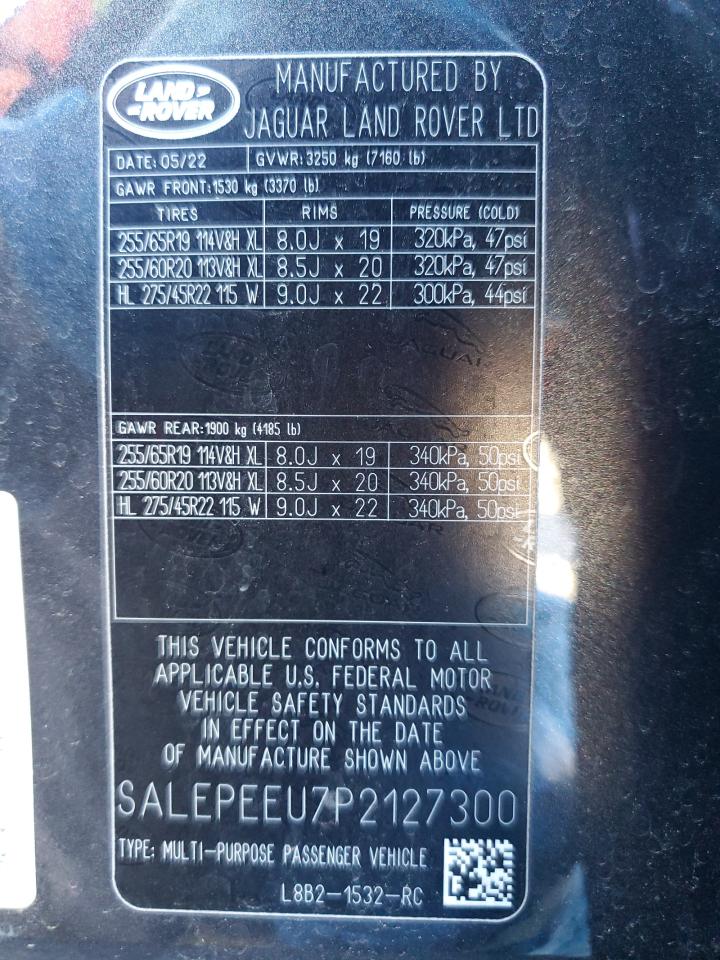 LAND ROVER
MANUFACTURED BY
JAGUAR LAND ROVER LTD
DATE: 05/22 GVWR: 3250 kg (7160 lb)
GAWR FRONT: 1530 kg (3370 lb)
TIRES RIMS PRESSURE (COLD)
255/65R19 114V&H XL 8.0J x 19 320kPa, 47psi
255/60R20 113V&H XL 8.5J x 20 320kPa, 47psi
HL 275/45R22 115 W 9.0J x 22 300kPa, 44psi
GAWR REAR: 1900 kg (4185 lb)
255/65R19 114V&H XL 8.0J x 19 340kPa, 50psi
255/60R20 113V&H XL 8.5J x 20 340kPa, 50psi
HL 275/45R22 115 W 9.0J x 22 340kPa, 50psi
THIS VEHICLE CONFORMS TO ALL
APPLICABLE U.S. FEDERAL MOTOR
VEHICLE SAFETY STANDARDS
IN EFFECT ON THE DATE
OF MANUFACTURE SHOWN ABOVE
SALEPEEU7P2127300
TYPE: MULTI-PURPOSE PASSENGER VEHICLE
L8B2-1532-RC